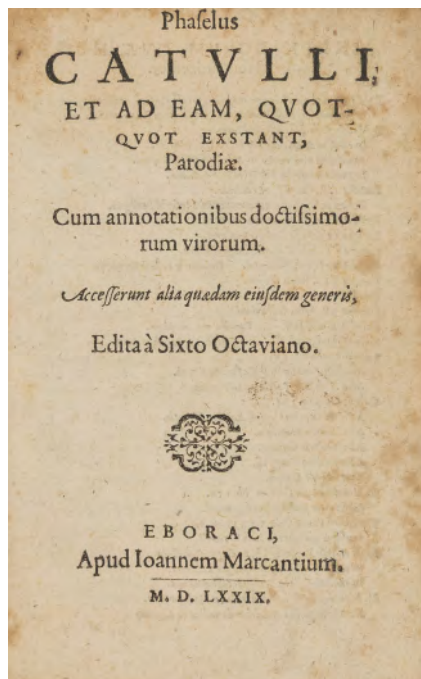 Phaſelus
CATVLLI,
ET AD EAM, QVOT-
QVOT EXSTANT,
Parodiæ.
Cum annotationibus doctiſsimo-
rum virorum.
Acceſſerunt alia quædam eiuſdem generis,
Edita à Sixto Octaviano.
EBORACI,
Apud Ioannem Marcantium.
M. D. LXXIX.